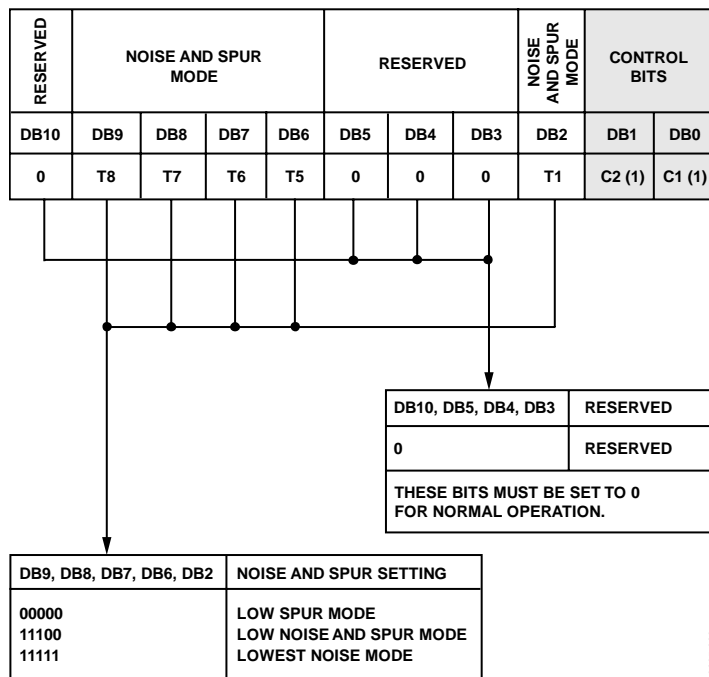 RESERVED
NOISE AND SPUR
MODE
RESERVED
NOISE
AND SPUR
MODE
CONTROL
BITS
DB10 DB9 DB8 DB7 DB6 DB5 DB4 DB3 DB2 DB1 DB0
0 T8 T7 T6 T5 0 0 0 T1 C2 (1) C1 (1)
DB10, DB5, DB4, DB3 RESERVED
0 RESERVED
THESE BITS MUST BE SET TO 0
FOR NORMAL OPERATION.
DB9, DB8, DB7, DB6, DB2 NOISE AND SPUR SETTING
00000 LOW SPUR MODE
11100 LOW NOISE AND SPUR MODE
11111 LOWEST NOISE MODE